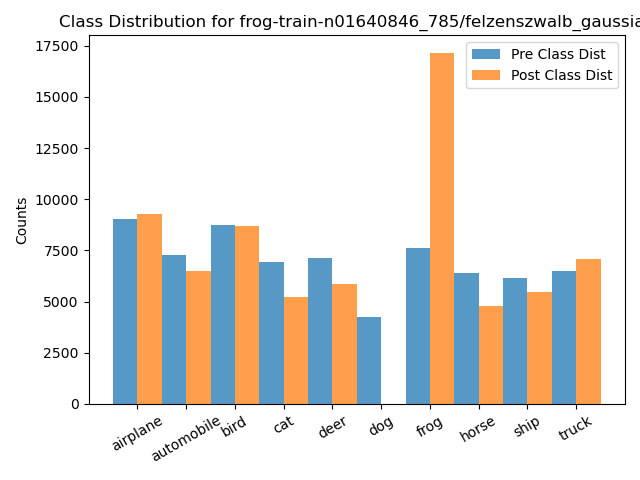 Class Distribution for frog-train-n01640846_785/felzenszwalb_gaussia
Pre Class Dist
Post Class Dist
17500
15000
12500
10000
7500
5000
2500
0
Counts
airplane
automobile
bird
cat
deer
dog
frog
horse
ship
truck